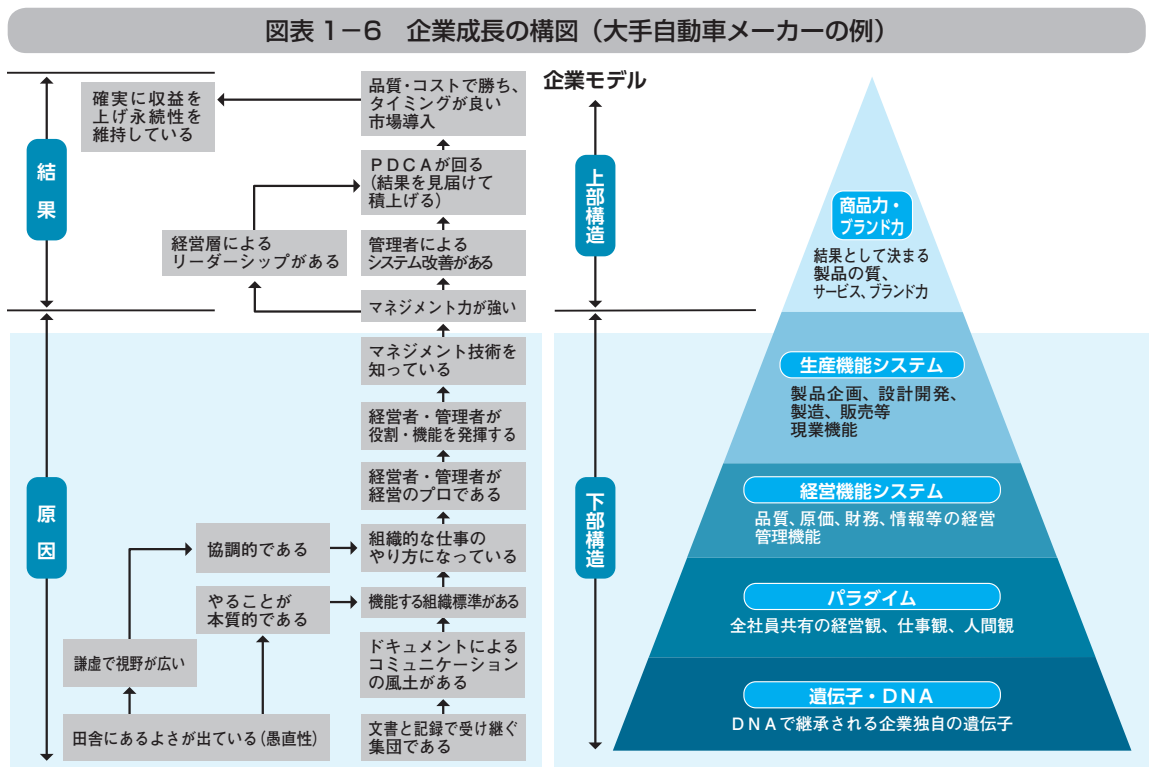 図表 1−6　企業成長の構図（大手自動車メーカーの例）
結果
原因
確実に収益を
上げ永続性を
維持している
品質・コストで勝ち、
タイミングが良い
市場導入
ＰＤＣＡが回る
（結果を見届けて
積上げる）
経営層による
リーダーシップがある
管理者による
システム改善がある
マネジメント力が強い
マネジメント技術を
知っている
経営者・管理者が
役割・機能を発揮する
経営者・管理者が
経営のプロである
協調的である
組織的な仕事の
やり方になっている
やることが
本質的である
機能する組織標準がある
謙虚で視野が広い
ドキュメントによる
コミュニケーション
の風土がある
田舎にあるよさが出ている（愚直性）
文書と記録で受け継ぐ
集団である
企業モデル
上部構造
下部構造
商品力・
ブランド力
結果として決まる
製品の質、
サービス、ブランド力
生産機能システム
製品企画、設計開発、
製造、販売等
現業機能
経営機能システム
品質、原価、財務、情報等の経営
管理機能
パラダイム
全社員共有の経営観、仕事観、人間観
遺伝子・ＤＮＡ
ＤＮＡで継承される企業独自の遺伝子